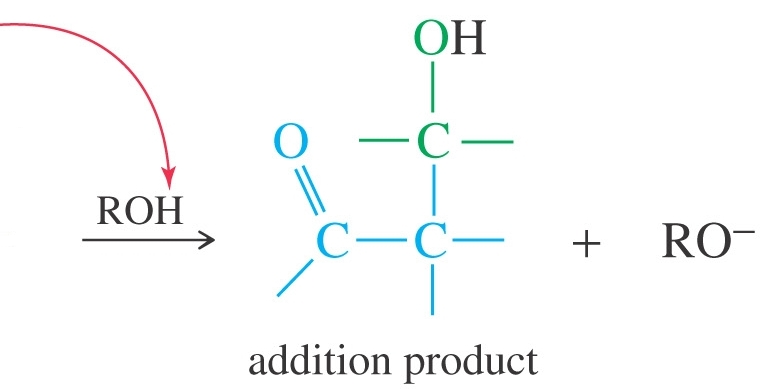 OH
O C
ROH
C C + RO⁻
addition product